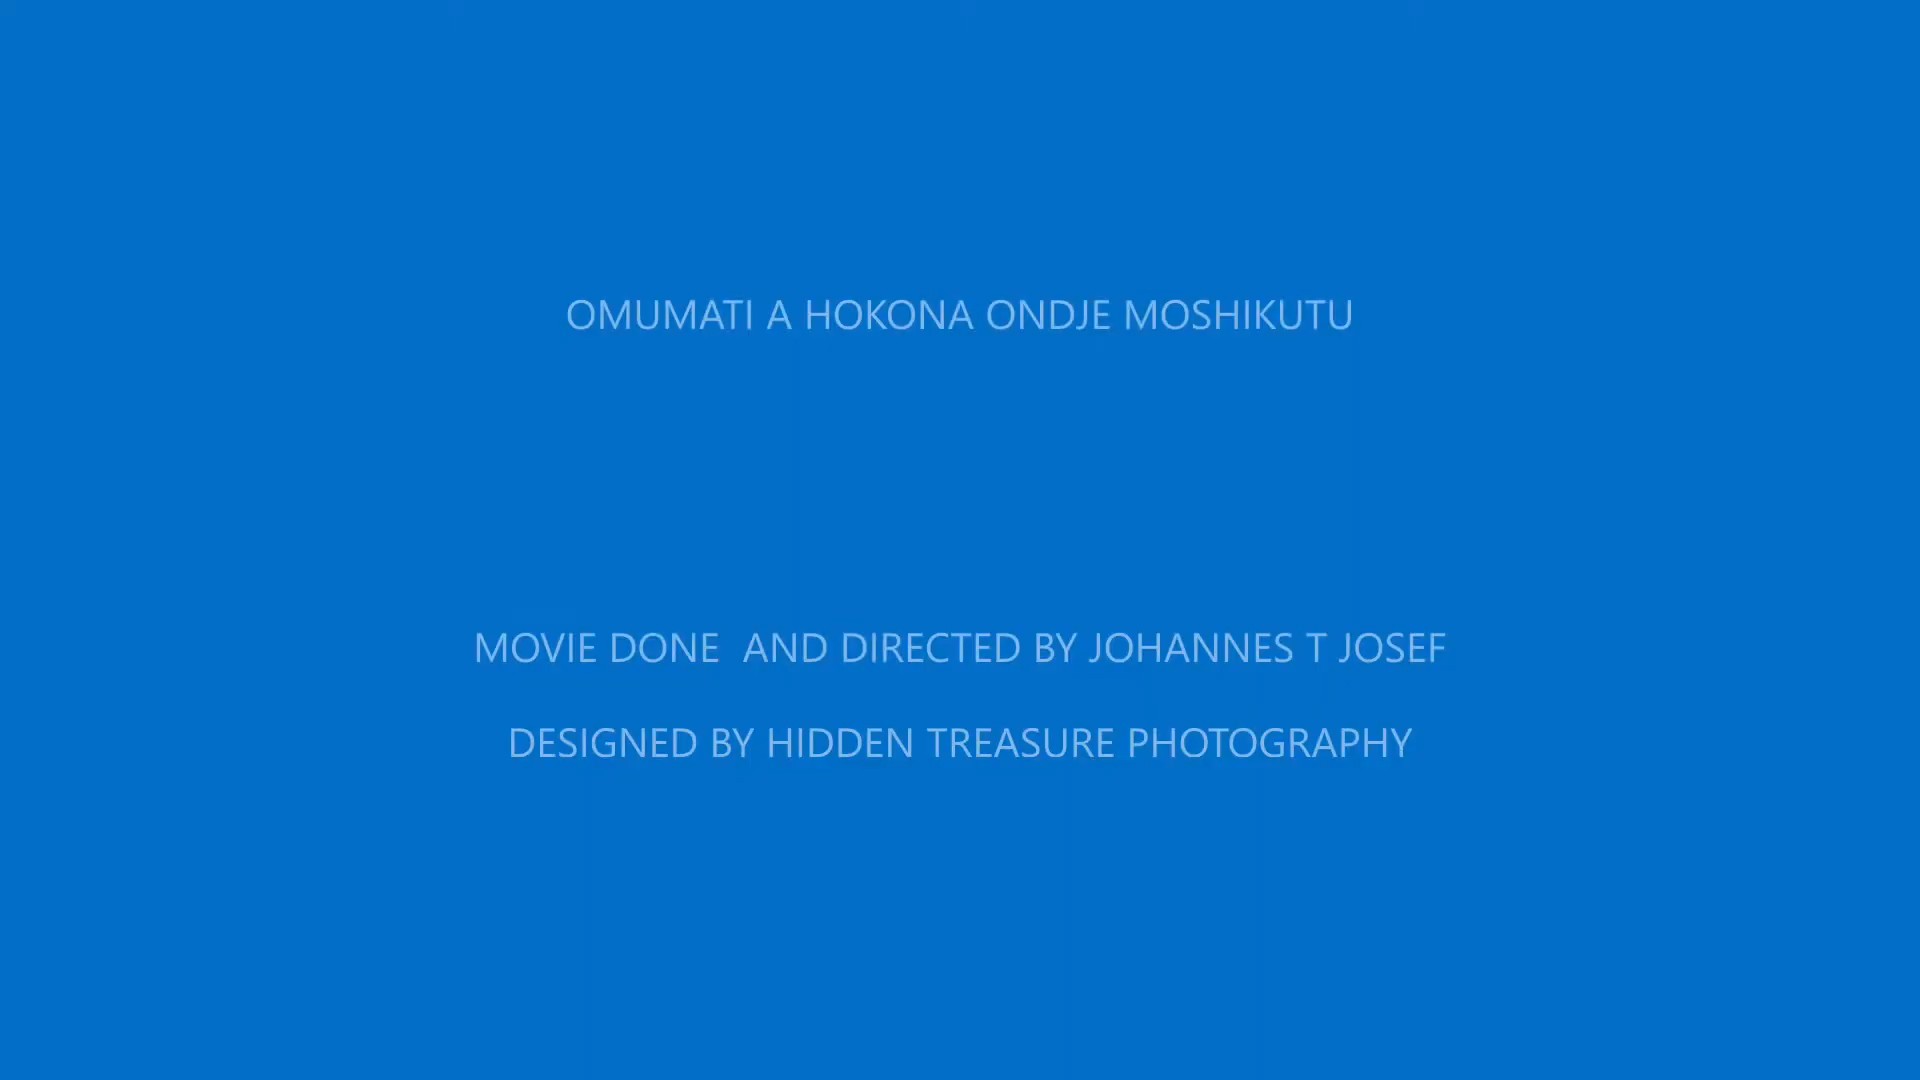 OMUMATI A HOKONA ONDJE MOSHIKUTU
MOVIE DONE  AND DIRECTED BY JOHANNES T JOSEF
DESIGNED BY HIDDEN TREASURE PHOTOGRAPHY